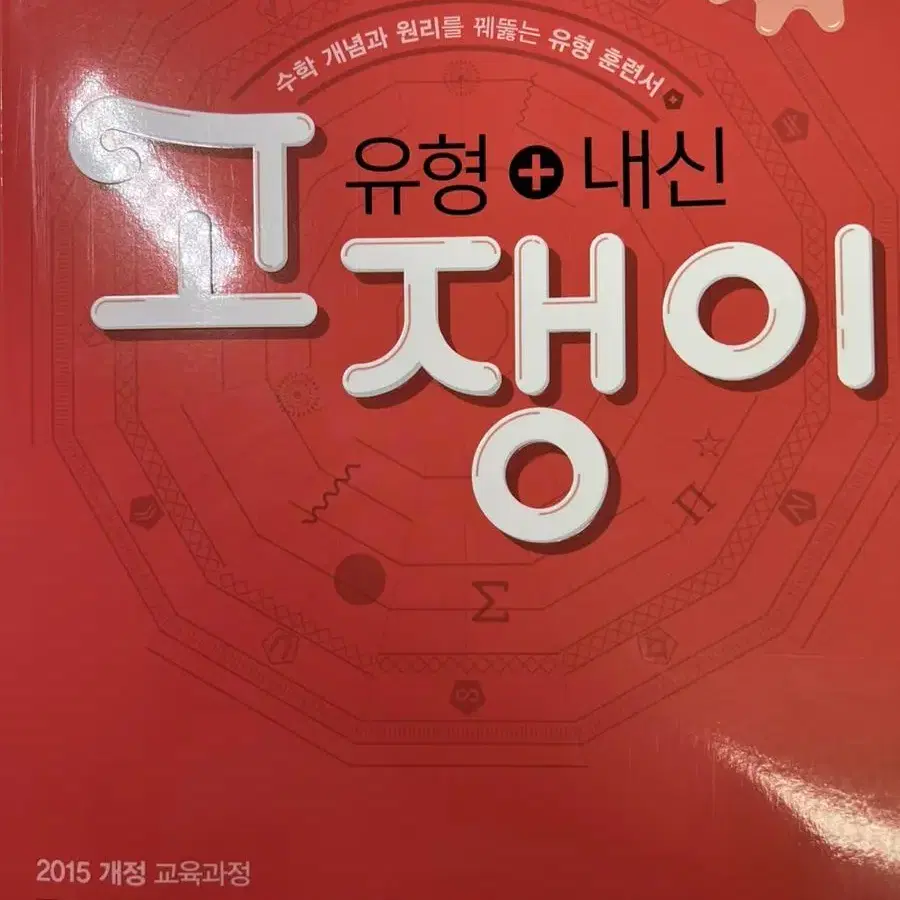 수학 개념과 원리를 꿰뚫는 유형 훈련서
유형 + 내신
고쟁이
Π
Σ
2015 개정 교육과정